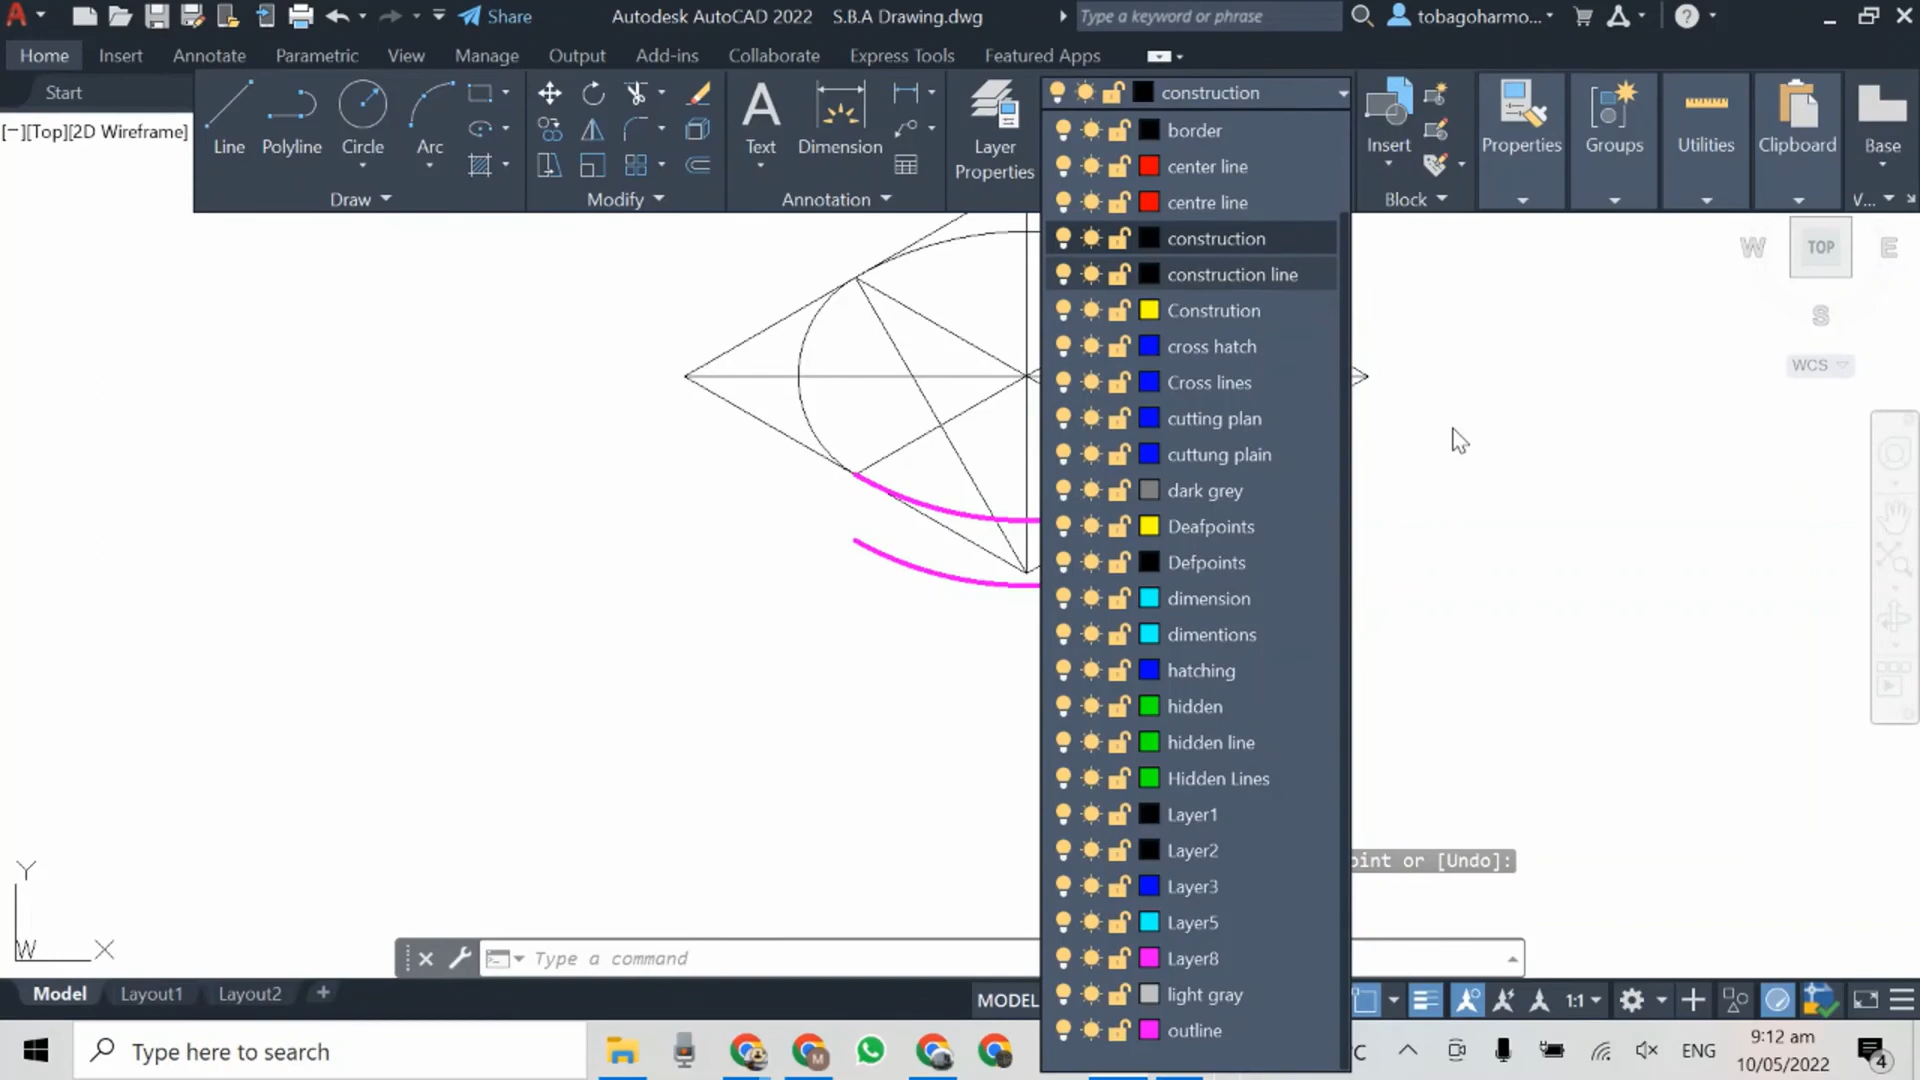 Share
Autodesk AutoCAD 2022 S.B.A Drawing.dwg
Type a keyword or phrase
tobagoharmo...
Home Insert Annotate Parametric View Manage Output Add-ins Collaborate Express Tools Featured Apps
Start
[−][Top][2D Wireframe]
Line Polyline Circle Arc
Draw
Modify
Text Dimension
Annotation
Layer
Properties
Insert
Block
Properties
Groups
Utilities
Clipboard
Base
V...
construction
border
center line
centre line
construction
construction line
Constrution
cross hatch
Cross lines
cutting plan
cuttung plain
dark grey
Deafpoints
Defpoints
dimension
dimentions
hatching
hidden
hidden line
Hidden Lines
Layer1
Layer2
Layer3
Layer5
Layer8
light gray
outline
W TOP E
S
WCS
oint or [Undo]:
Y
W X
Type a command
Model Layout1 Layout2 +
MODEL
1:1
Type here to search
M
C
ENG
9:12 am
10/05/2022
4